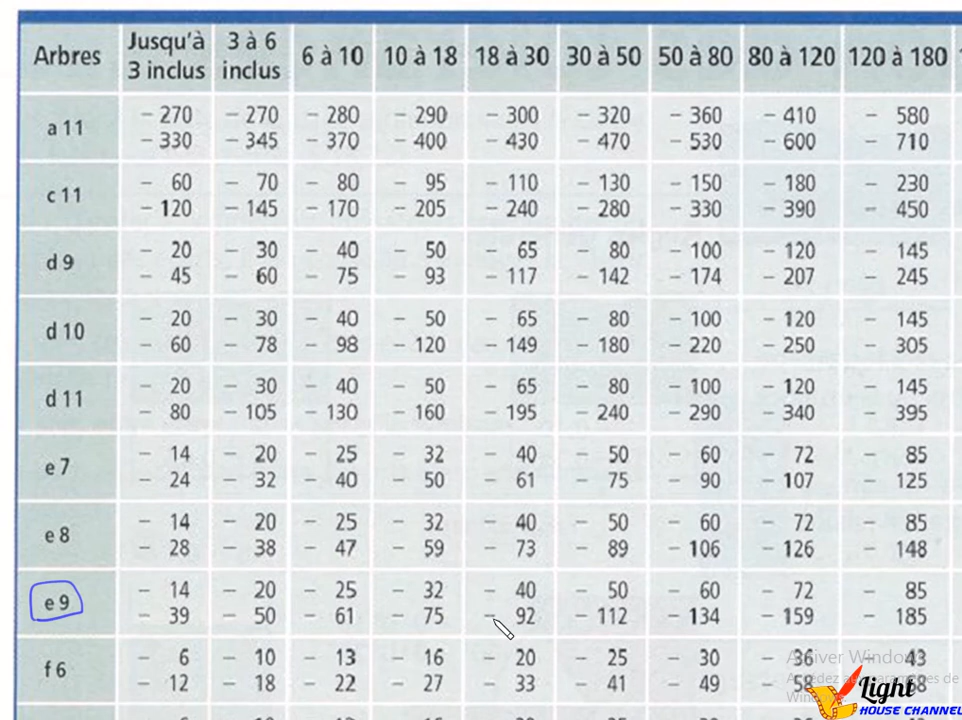 Arbres Jusqu'à 3 inclus 3 à 6 inclus 6 à 10 10 à 18 18 à 30 30 à 50 50 à 80 80 à 120 120 à 180
a 11 - 270 - 270 - 280 - 290 - 300 - 320 - 360 - 410 - 580
- 330 - 345 - 370 - 400 - 430 - 470 - 530 - 600 - 710
c 11 - 60 - 70 - 80 - 95 - 110 - 130 - 150 - 180 - 230
- 120 - 145 - 170 - 205 - 240 - 280 - 330 - 390 - 450
d 9 - 20 - 30 - 40 - 50 - 65 - 80 - 100 - 120 - 145
- 45 - 60 - 75 - 93 - 117 - 142 - 174 - 207 - 245
d 10 - 20 - 30 - 40 - 50 - 65 - 80 - 100 - 120 - 145
- 60 - 78 - 98 - 120 - 149 - 180 - 220 - 250 - 305
d 11 - 20 - 30 - 40 - 50 - 65 - 80 - 100 - 120 - 145
- 80 - 105 - 130 - 160 - 195 - 240 - 290 - 340 - 395
e 7 - 14 - 20 - 25 - 32 - 40 - 50 - 60 - 72 - 85
- 24 - 32 - 40 - 50 - 61 - 75 - 90 - 107 - 125
e 8 - 14 - 20 - 25 - 32 - 40 - 50 - 60 - 72 - 85
- 28 - 38 - 47 - 59 - 73 - 89 - 106 - 126 - 148
e 9 - 14 - 20 - 25 - 32 - 40 - 50 - 60 - 72 - 85
- 39 - 50 - 61 - 75 - 92 - 112 - 134 - 159 - 185
f 6 - 6 - 10 - 13 - 16 - 20 - 25 - 30 - 36 - 43
- 12 - 18 - 22 - 27 - 33 - 41 - 49
Light
HOUSE CHANNEL